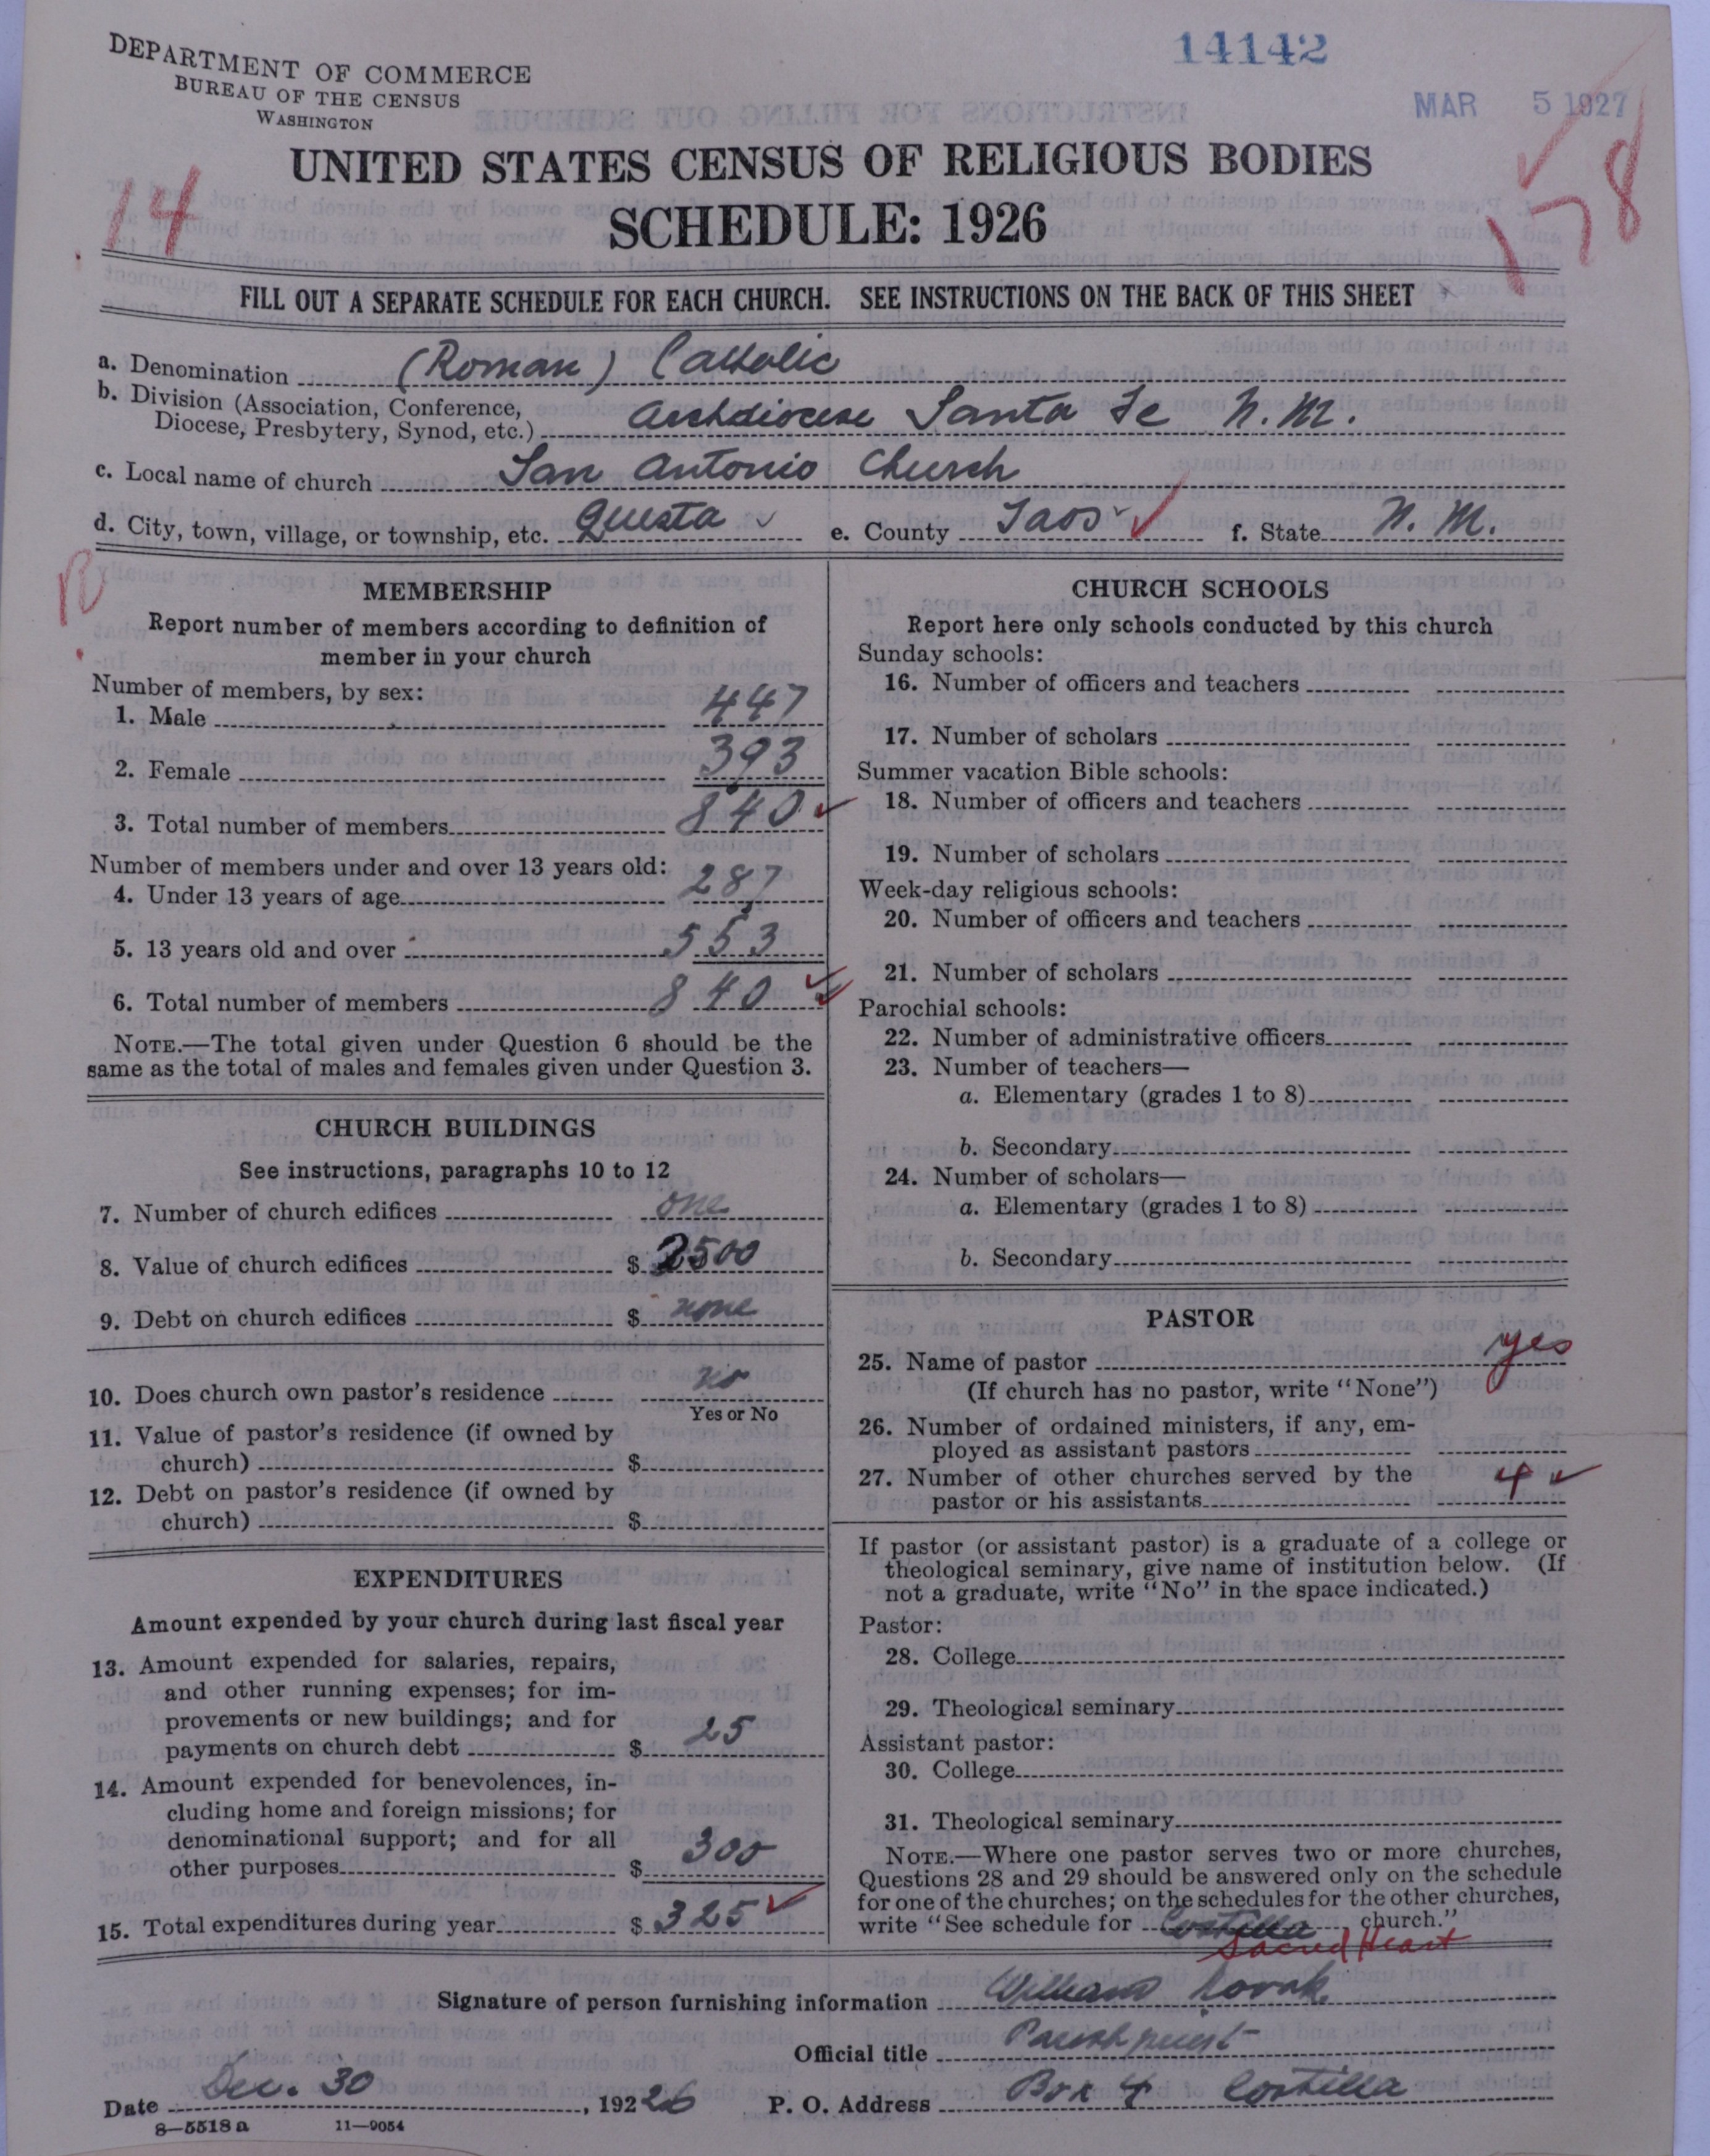 DEPARTMENT OF COMMERCE
BUREAU OF THE CENSUS
WASHINGTON
14142
MAR 5 1927
14
178
UNITED STATES CENSUS OF RELIGIOUS BODIES
SCHEDULE: 1926
FILL OUT A SEPARATE SCHEDULE FOR EACH CHURCH. SEE INSTRUCTIONS ON THE BACK OF THIS SHEET
a. Denomination (Roman) Catholic
b. Division (Association, Conference,
Diocese, Presbytery, Synod, etc.) Archdiocese Santa Fe N.M.
c. Local name of church San Antonio Church
d. City, town, village, or township, etc. Questa e. County Taos f. State N. M.
MEMBERSHIP
Report number of members according to definition of
member in your church
Number of members, by sex:
1. Male 447
2. Female 393
3. Total number of members 840
Number of members under and over 13 years old:
4. Under 13 years of age 287
5. 13 years old and over 553
6. Total number of members 840
NOTE.—The total given under Question 6 should be the
same as the total of males and females given under Question 3.
CHURCH BUILDINGS
See instructions, paragraphs 10 to 12
7. Number of church edifices one
8. Value of church edifices $ 2500
9. Debt on church edifices $ none
10. Does church own pastor's residence no
Yes or No
11. Value of pastor's residence (if owned by
church) $
12. Debt on pastor's residence (if owned by
church) $
EXPENDITURES
Amount expended by your church during last fiscal year
13. Amount expended for salaries, repairs,
and other running expenses; for im-
provements or new buildings; and for
payments on church debt $ 25
14. Amount expended for benevolences, in-
cluding home and foreign missions; for
denominational support; and for all
other purposes $ 300
15. Total expenditures during year $ 325
CHURCH SCHOOLS
Report here only schools conducted by this church
Sunday schools:
16. Number of officers and teachers
17. Number of scholars
Summer vacation Bible schools:
18. Number of officers and teachers
19. Number of scholars
Week-day religious schools:
20. Number of officers and teachers
21. Number of scholars
Parochial schools:
22. Number of administrative officers
23. Number of teachers—
a. Elementary (grades 1 to 8)
b. Secondary
24. Number of scholars—
a. Elementary (grades 1 to 8)
b. Secondary
PASTOR
25. Name of pastor yes
(If church has no pastor, write "None")
26. Number of ordained ministers, if any, em-
ployed as assistant pastors
27. Number of other churches served by the
pastor or his assistants 4
If pastor (or assistant pastor) is a graduate of a college or
theological seminary, give name of institution below. (If
not a graduate, write "No" in the space indicated.)
Pastor:
28. College
29. Theological seminary
Assistant pastor:
30. College
31. Theological seminary
NOTE.—Where one pastor serves two or more churches,
Questions 28 and 29 should be answered only on the schedule
for one of the churches; on the schedules for the other churches,
write "See schedule for Costilla church."
Sacred Heart
Signature of person furnishing information William
Official title Parish priest
Date Dec. 30, 1926 P. O. Address Box 4 Costilla
8—5518 a 11—9054